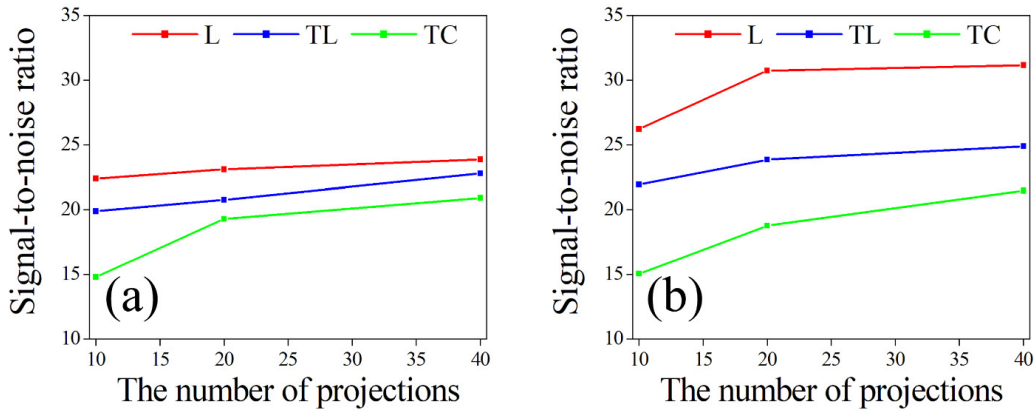 Signal-to-noise ratio
35
30
25
20
15
10
L TL TC
(a)
10 15 20 25 30 35 40
The number of projections
Signal-to-noise ratio
35
30
25
20
15
10
L TL TC
(b)
10 15 20 25 30 35 40
The number of projections